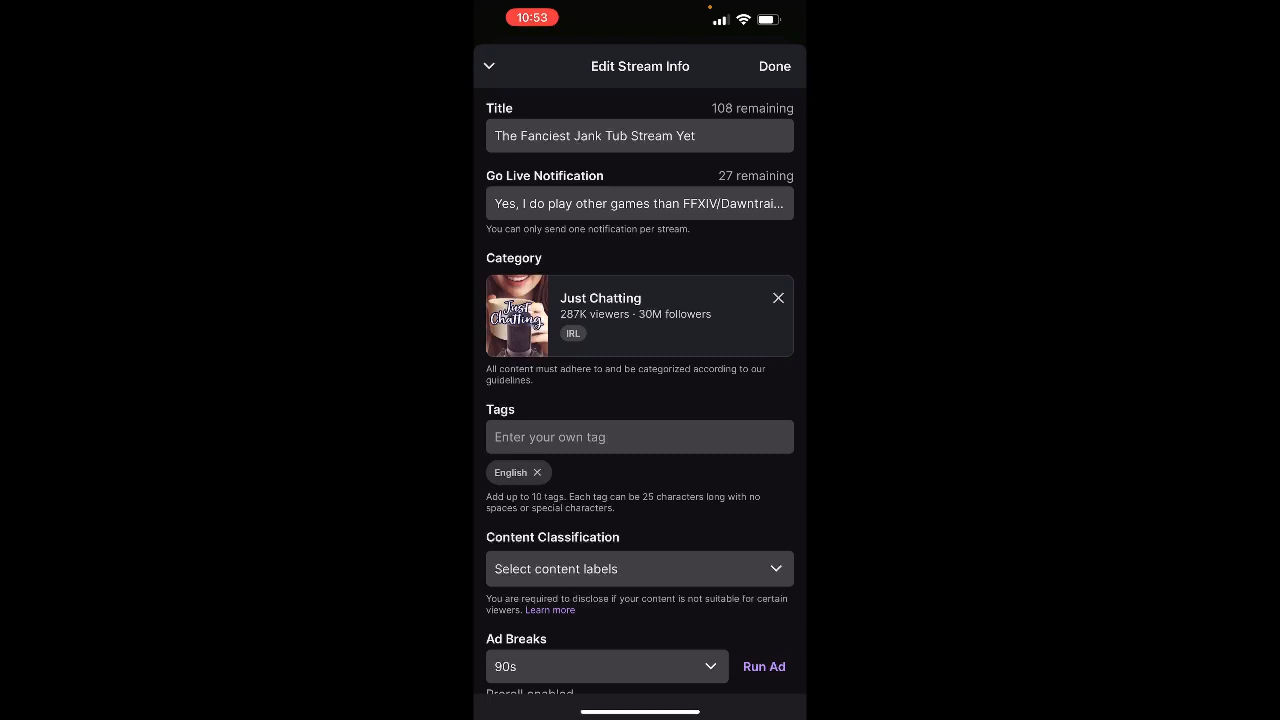 10:53
Edit Stream Info
Done
Title
108 remaining
The Fanciest Jank Tub Stream Yet
Go Live Notification
27 remaining
Yes, I do play other games than FFXIV/Dawntrai...
You can only send one notification per stream.
Category
Just Chatting
Just Chatting
287K viewers · 30M followers
IRL
All content must adhere to and be categorized according to our
guidelines.
Tags
Enter your own tag
English
Add up to 10 tags. Each tag can be 25 characters long with no
spaces or special characters.
Content Classification
Select content labels
You are required to disclose if your content is not suitable for certain
viewers. Learn more
Ad Breaks
90s
Run Ad
Preroll enabled